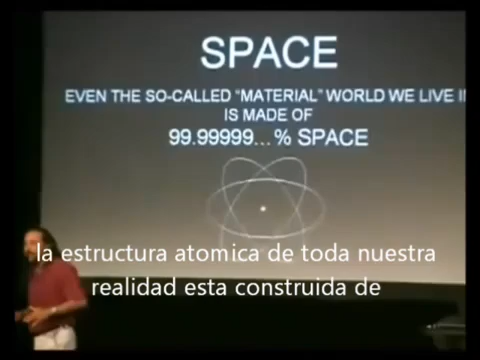 SPACE
EVEN THE SO-CALLED "MATERIAL" WORLD WE LIVE
IS MADE OF
99.99999...% SPACE
la estructura atomica de toda nuestra
realidad esta construida de